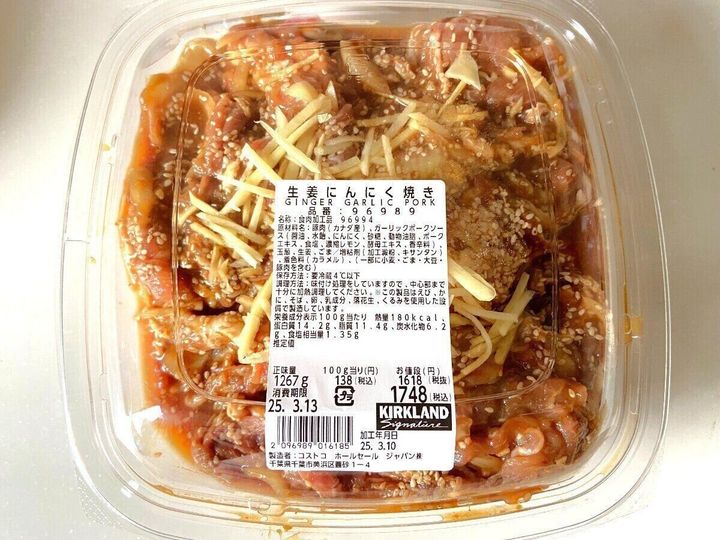 生姜にんにく焼き
GINGER GARLIC PORK
品番:96989
名称:食肉加工品 96994
原材料名:豚肉(カナダ産)、ガーリックポークソー
ス(醤油、水飴、にんにく、砂糖、動物油脂、ポーク
エキス、食塩、濃縮レモン、酵母エキス、香辛料)、
玉葱、生姜、ごま/増粘剤(加工澱粉、キサンタン)
、着色料(カラメル)、(一部に小麦・ごま・大豆・
豚肉を含む)
保存方法:要冷蔵4℃以下
調理方法:味付け処理をしていますので、中心部まで
十分に加熱調理してください。※この製品はえび、か
に、そば、卵、乳成分、落花生、くるみを使用した設
備で製造しています。
栄養成分表示100g当たり 熱量180kcal、
蛋白質14.2g、脂質11.4g、炭水化物6.2
g、食塩相当量1.35g
推定値
正味量 100g当り(円) お値段(円)
1267g 138(税込) 1618(税抜)
消費期限 プラ 1748(税込)
25.3.13
KIRKLAND
Signature
2 096989 016185
加工年月日
25.3.10
製造者:コストコ ホールセール ジャパン㈱
千葉県千葉市美浜区豊砂1-4